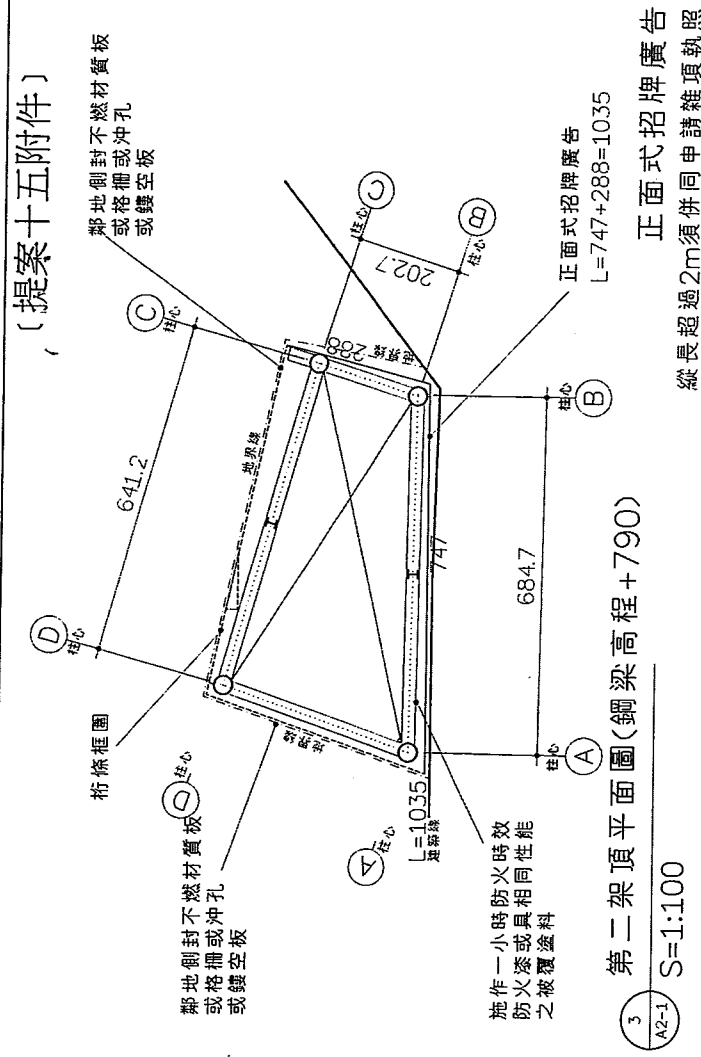 （提案十五附件）
鄰地側封不燃材質板
或格柵或沖孔
或鏤空板
C
柱心
641.2
D
柱心
地界線
288
地界線
C
柱心
202.7
B
柱心
桁條框圍
D
柱心
鄰地側封不燃材質板
或格柵或沖孔
或鏤空板
地界線
正面式招牌廣告
L=747+288=1035
747
B
柱心
684.7
A
柱心
A
柱心
L=1035
建築線
施作一小時防火時效
防火漆或具相同性能
之被覆塗料
正面式招牌廣告
縱長超過2m須併同申請雜項執照
3
A2-1
第二架頂平面圖(鋼梁高程+790)
S=1:100